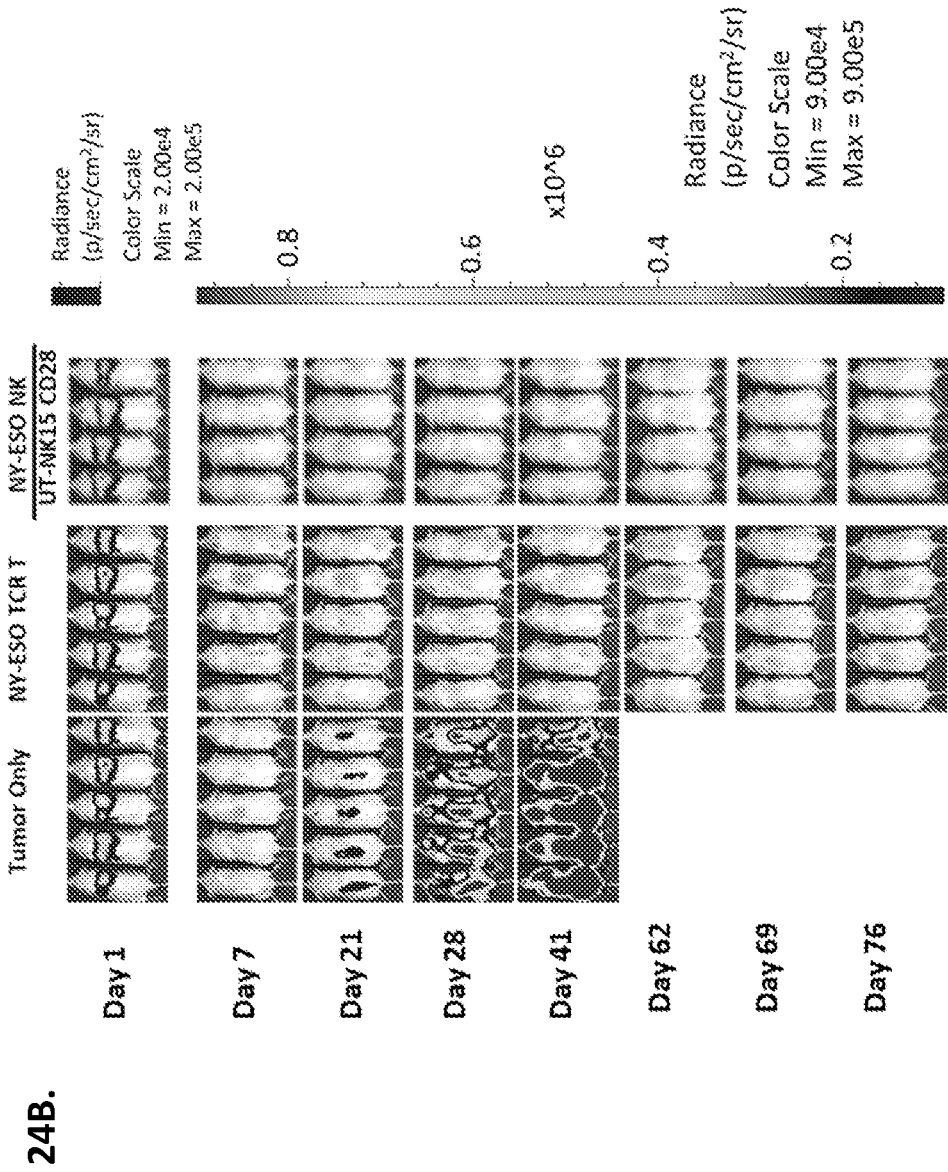 24B.
Tumor Only
NY-ESO TCR T
NY-ESO NK
UT-NK15 CD28
Day 1
Day 7
Day 21
Day 28
Day 41
Day 62
Day 69
Day 76
Radiance
(p/sec/cm²/sr)
Color Scale
Min = 2.00e4
Max = 2.00e5
0.8
0.6
0.4
0.2
x10^6
Radiance
(p/sec/cm²/sr)
Color Scale
Min = 9.00e4
Max = 9.00e5